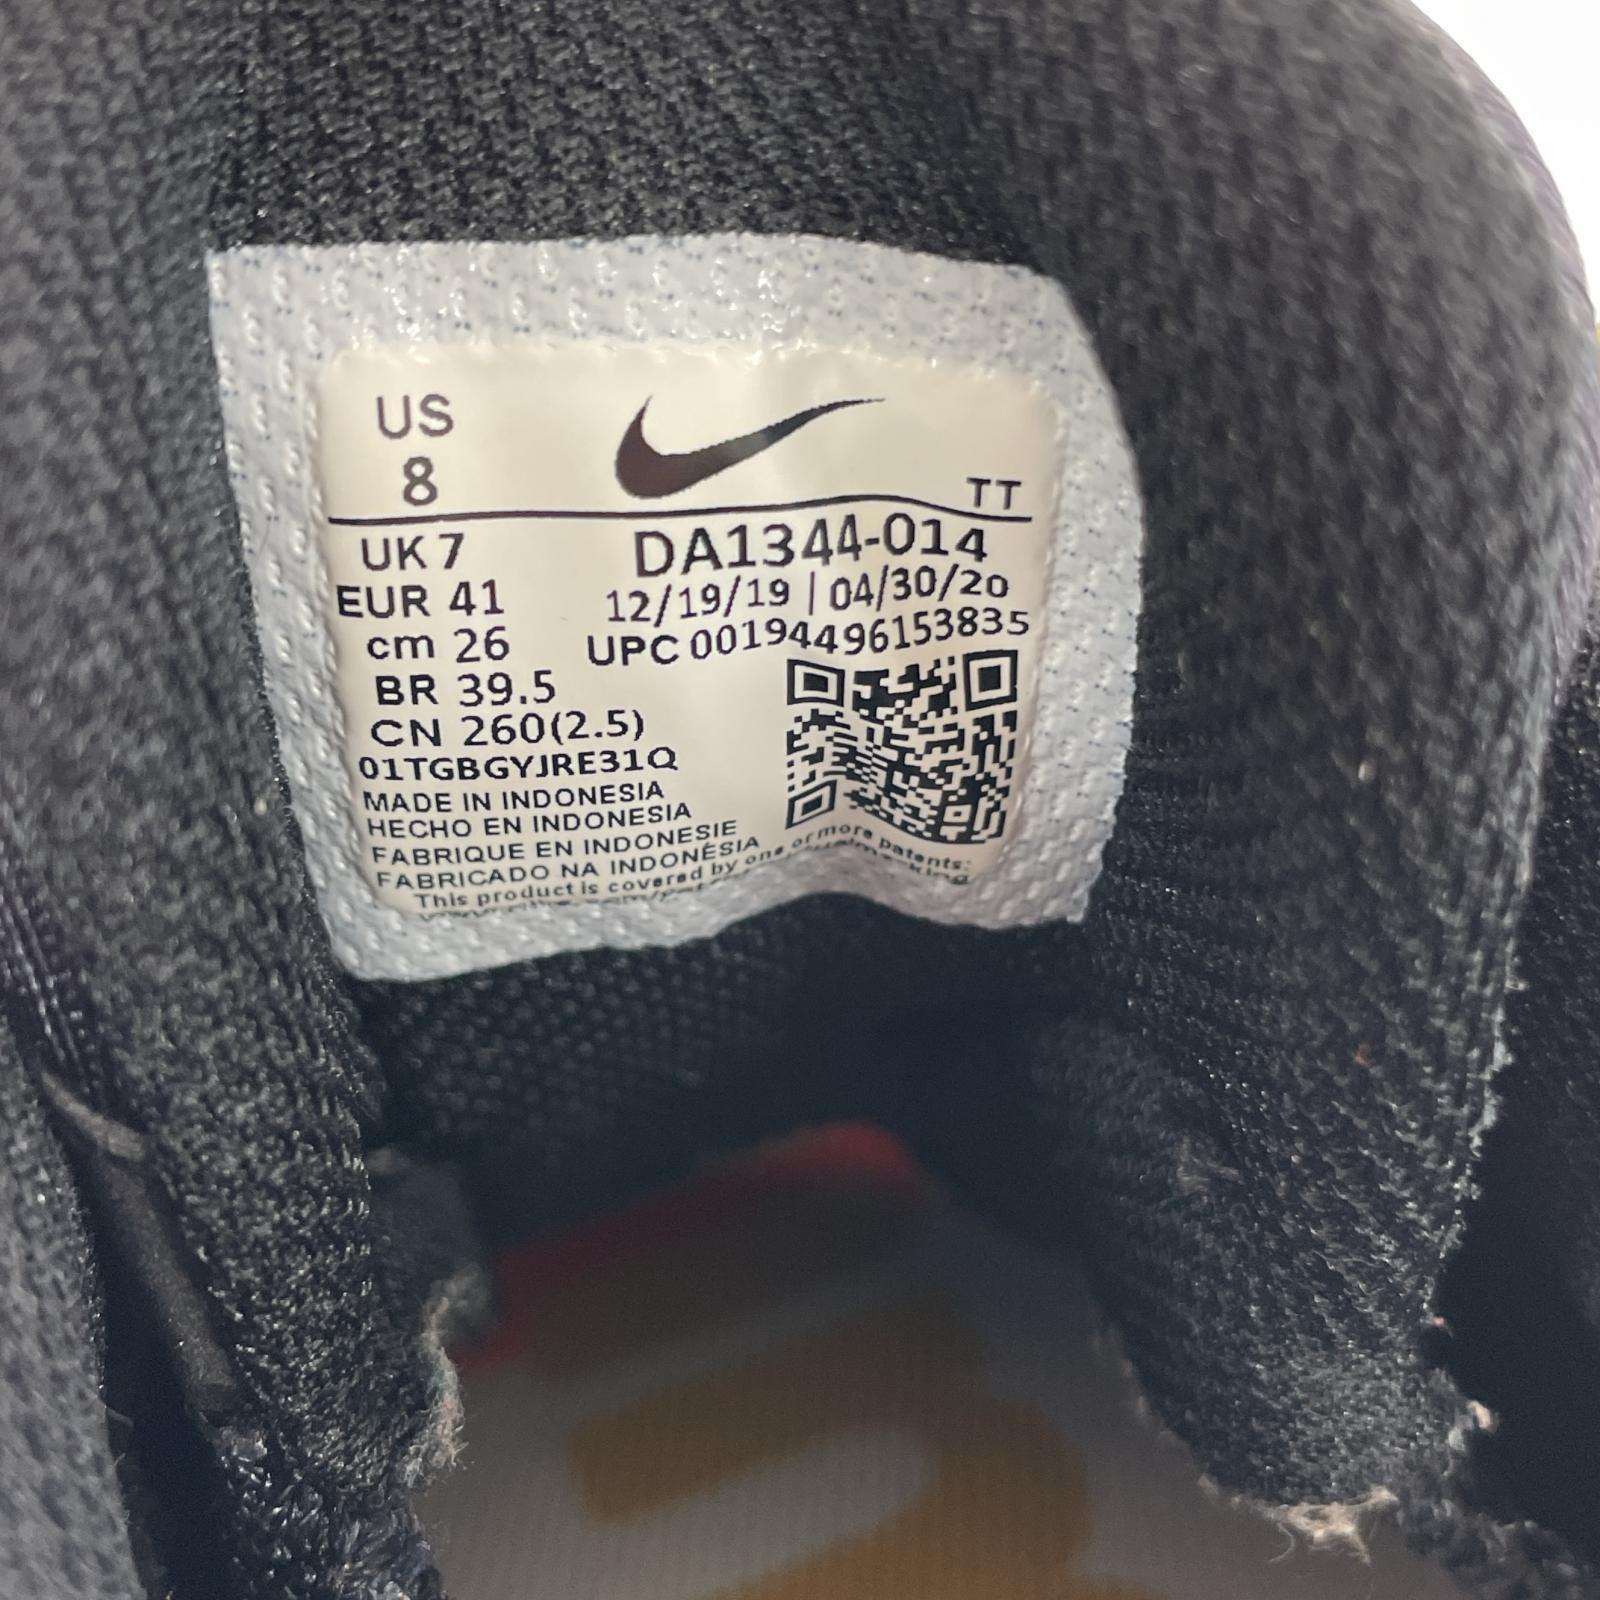 US
8
TT
UK 7
DA1344-014
EUR 41
12/19/19 | 04/30/20
cm 26
UPC 00194496153835
BR 39.5
CN 260(2.5)
01TGBGYJRE31Q
MADE IN INDONESIA
HECHO EN INDONESIA
FABRIQUE EN INDONESIE
FABRICADO NA INDONÉSIA
This product is covered by one or more patents: